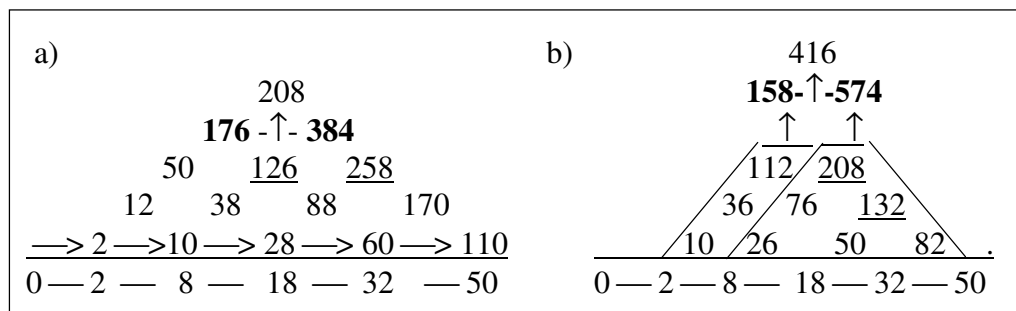 a)
208
176 -↑- 384
50 126 258
12 38 88 170
—> 2 —>10 —> 28 —> 60 —> 110
0 — 2 — 8 — 18 — 32 — 50
b)
416
158-↑-574
↑ ↑
112 208
36 76 132
10 26 50 82 .
0 — 2 — 8 — 18 — 32 — 50